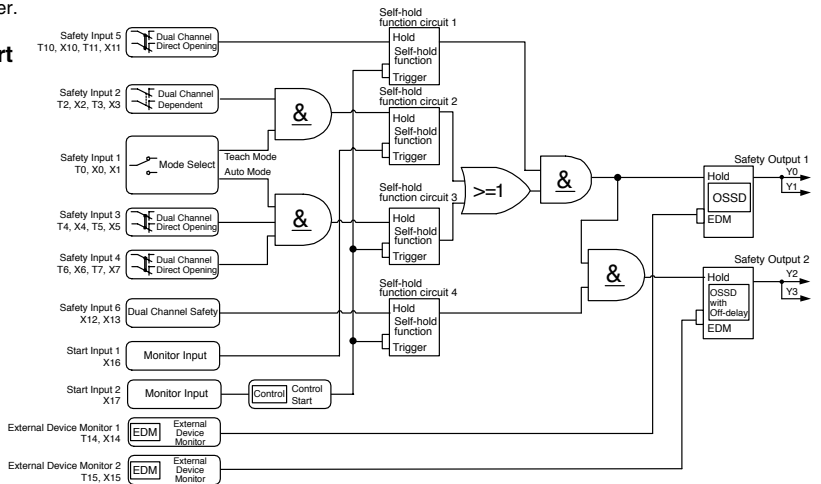 er.
rt
Safety Input 5
T10, X10, T11, X11
Dual Channel
Direct Opening
Safety Input 2
T2, X2, T3, X3
Dual Channel
Dependent
Safety Input 1
T0, X0, X1
Mode Select
Teach Mode
Auto Mode
Safety Input 3
T4, X4, T5, X5
Dual Channel
Direct Opening
Safety Input 4
T6, X6, T7, X7
Dual Channel
Direct Opening
Safety Input 6
X12, X13
Dual Channel Safety
Start Input 1
X16
Monitor Input
Start Input 2
X17
Monitor Input
Control
Control
Start
External Device Monitor 1
T14, X14
EDM
External
Device
Monitor
External Device Monitor 2
T15, X15
EDM
External
Device
Monitor
&
&
Self-hold
function circuit 1
Hold
Self-hold
function
Trigger
Self-hold
function circuit 2
Hold
Self-hold
function
Trigger
Self-hold
function circuit 3
Hold
Self-hold
function
Trigger
Self-hold
function circuit 4
Hold
Self-hold
function
Trigger
>=1
&
&
Safety Output 1
Hold
OSSD
EDM
Y0
Y1
Safety Output 2
Hold
OSSD
with
Off-delay
EDM
Y2
Y3